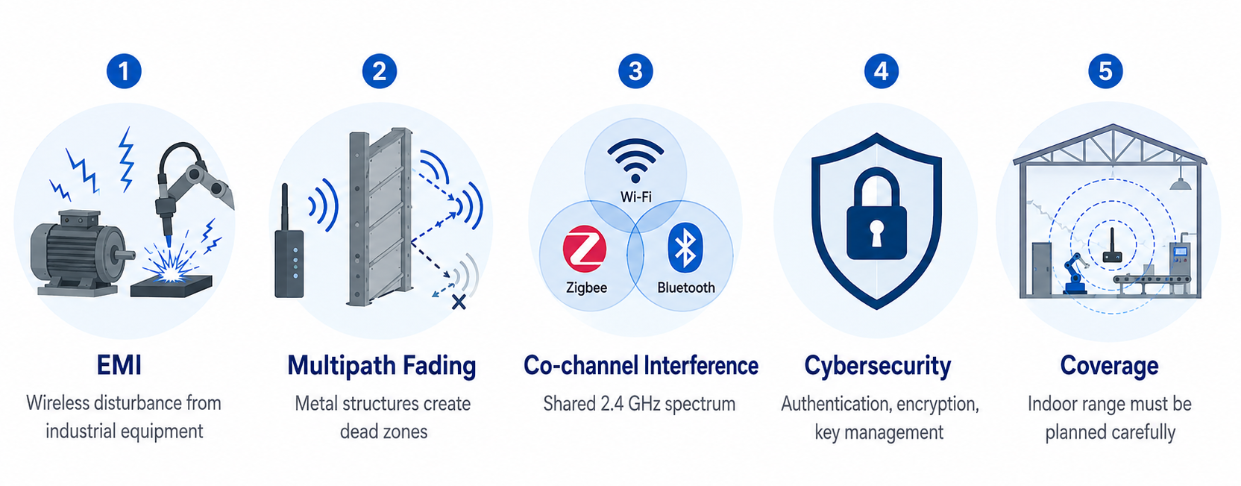 1
2
3
4
5
Wi-Fi
Zigbee
Bluetooth
EMI
Wireless disturbance from
industrial equipment
Multipath Fading
Metal structures create
dead zones
Co-channel Interference
Shared 2.4 GHz spectrum
Cybersecurity
Authentication, encryption,
key management
Coverage
Indoor range must be
planned carefully